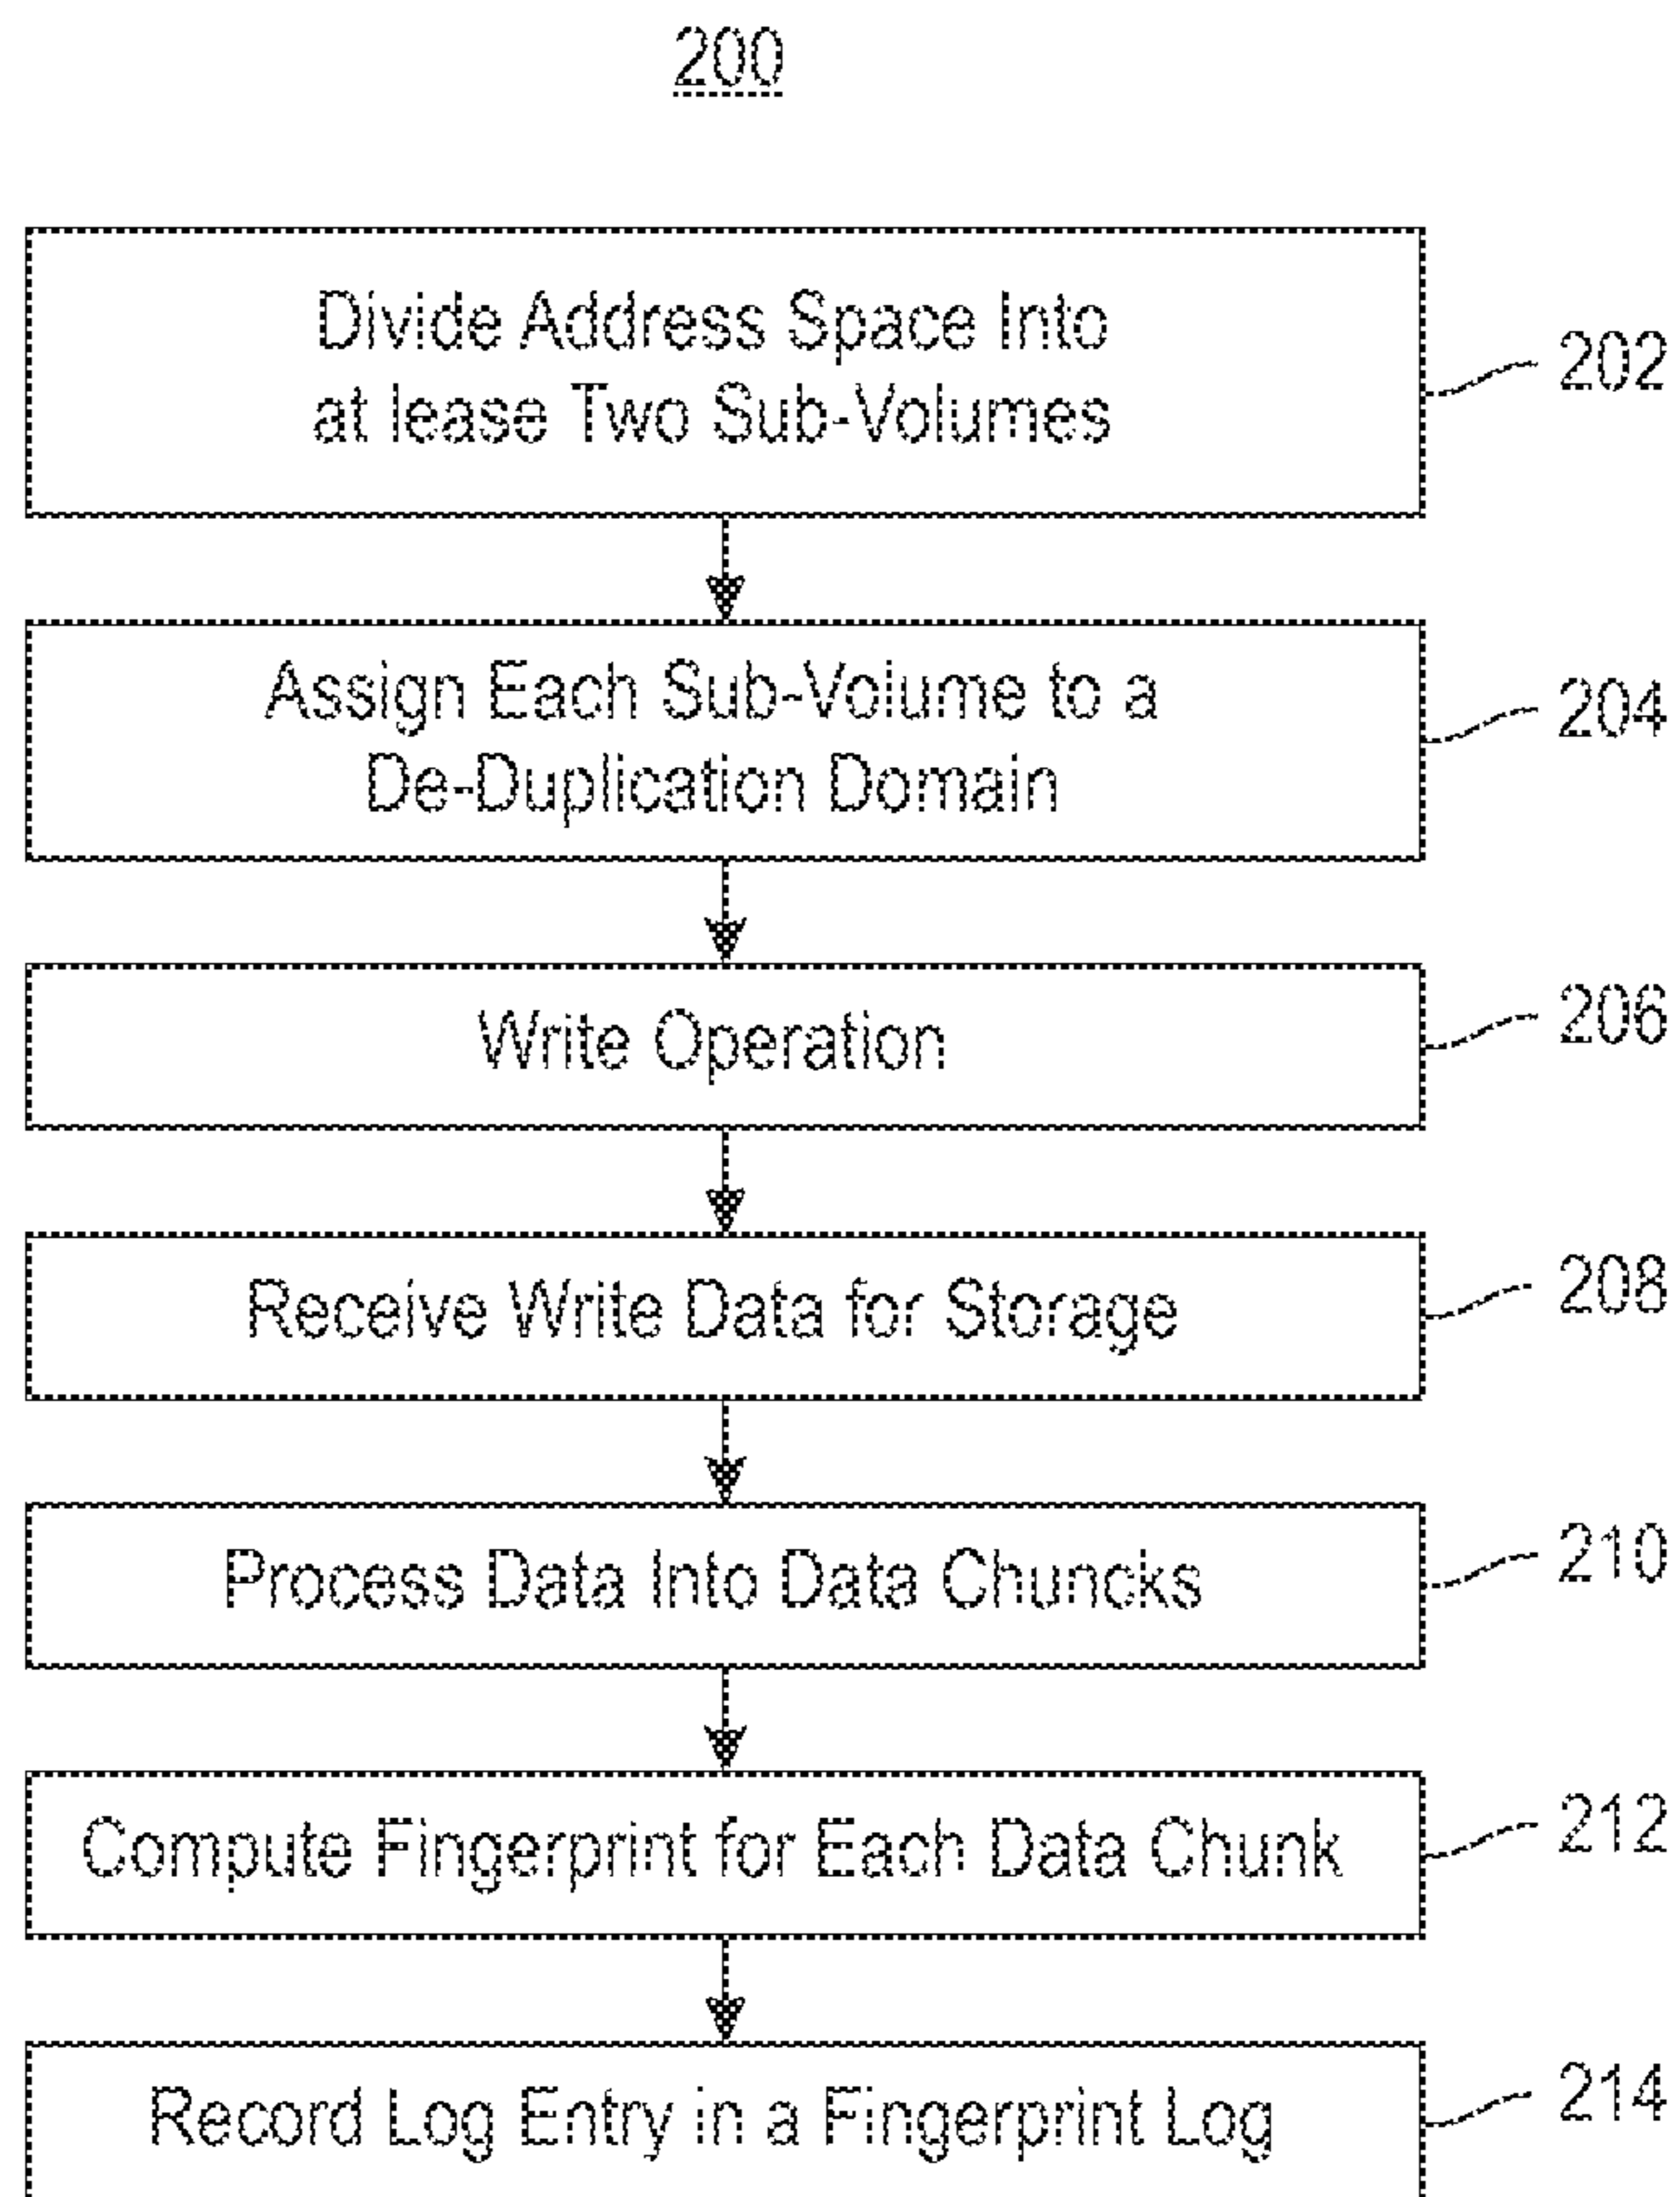 200
Divide Address Space Into
at lease Two Sub-Volumes
202
Assign Each Sub-Volume to a
De-Duplication Domain
204
Write Operation
206
Receive Write Data for Storage
208
Process Data Into Data Chuncks
210
Compute Fingerprint for Each Data Chunk
212
Record Log Entry in a Fingerprint Log
214